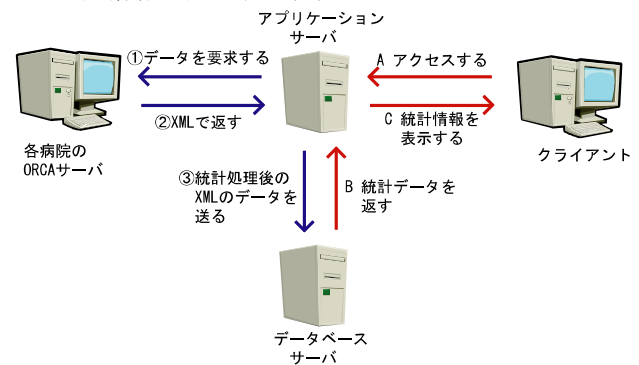 アプリケーション
サーバ
①データを要求する
A アクセスする
②XMLで返す
C 統計情報を
表示する
各病院の
ORCAサーバ
クライアント
③統計処理後の
XMLのデータを
送る
B 統計データを
返す
データベース
サーバ